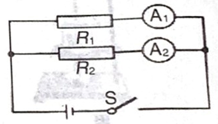 R₁ A₁
R₂ A₂
S